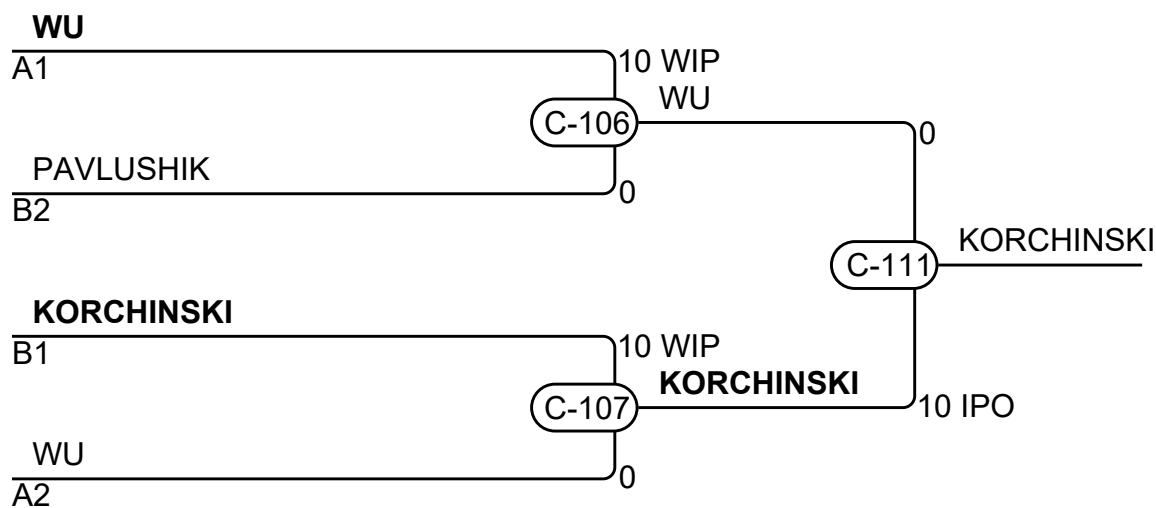 WU
A1
10 WIP
WU
C-106
0
PAVLUSHIK
B2
0
KORCHINSKI
C-111
KORCHINSKI
B1
10 WIP
KORCHINSKI
C-107
10 IPO
WU
A2
0